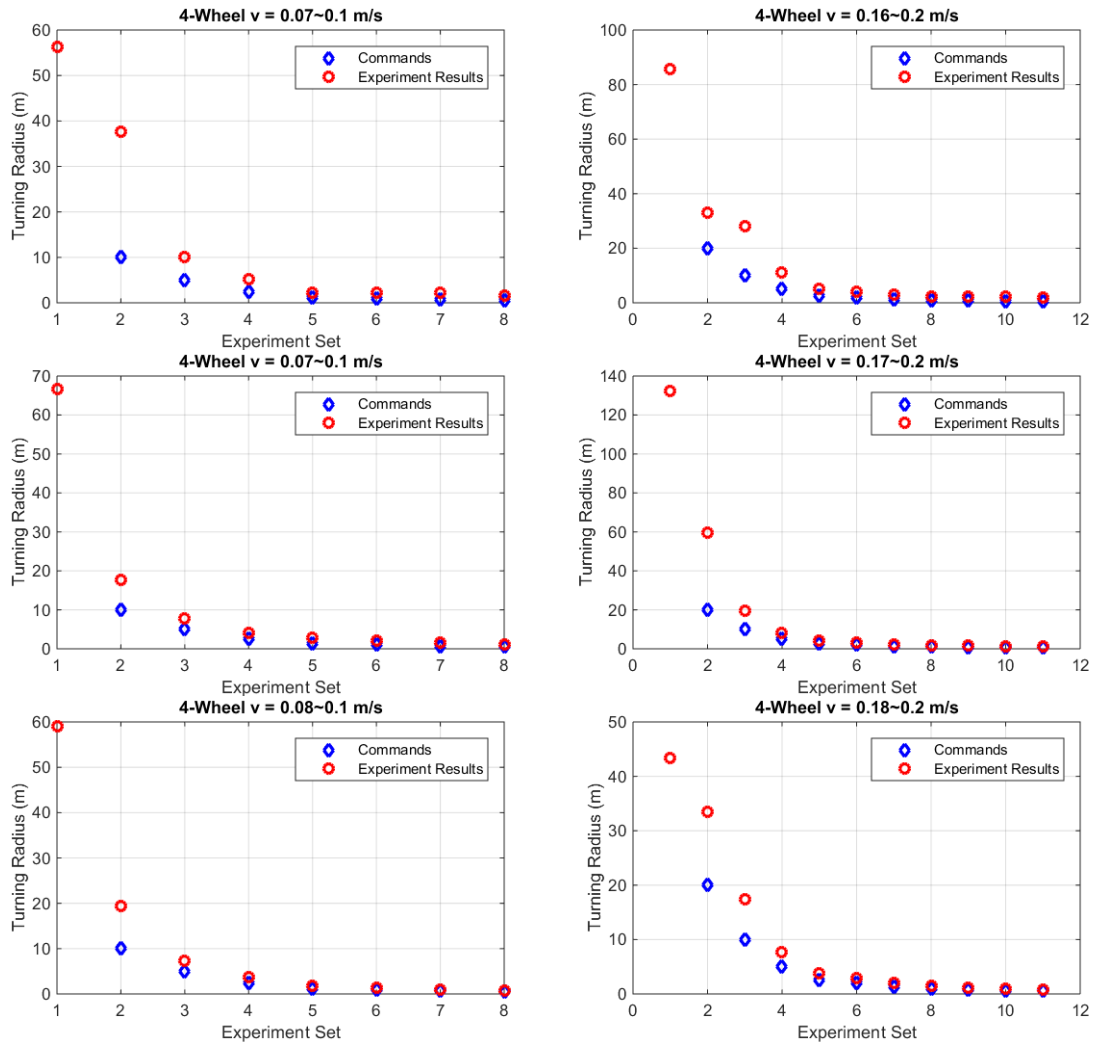 4-Wheel v = 0.07~0.1 m/s
60
50
40
30
20
10
0
Turning Radius (m)
Commands
Experiment Results
1 2 3 4 5 6 7 8
Experiment Set
4-Wheel v = 0.16~0.2 m/s
100
80
60
40
20
0
Turning Radius (m)
Commands
Experiment Results
0 2 4 6 8 10 12
Experiment Set
4-Wheel v = 0.07~0.1 m/s
70
60
50
40
30
20
10
0
Turning Radius (m)
Commands
Experiment Results
1 2 3 4 5 6 7 8
Experiment Set
4-Wheel v = 0.17~0.2 m/s
140
120
100
80
60
40
20
0
Turning Radius (m)
Commands
Experiment Results
0 2 4 6 8 10 12
Experiment Set
4-Wheel v = 0.08~0.1 m/s
60
50
40
30
20
10
0
Turning Radius (m)
Commands
Experiment Results
1 2 3 4 5 6 7 8
Experiment Set
4-Wheel v = 0.18~0.2 m/s
50
40
30
20
10
0
Turning Radius (m)
Commands
Experiment Results
0 2 4 6 8 10 12
Experiment Set